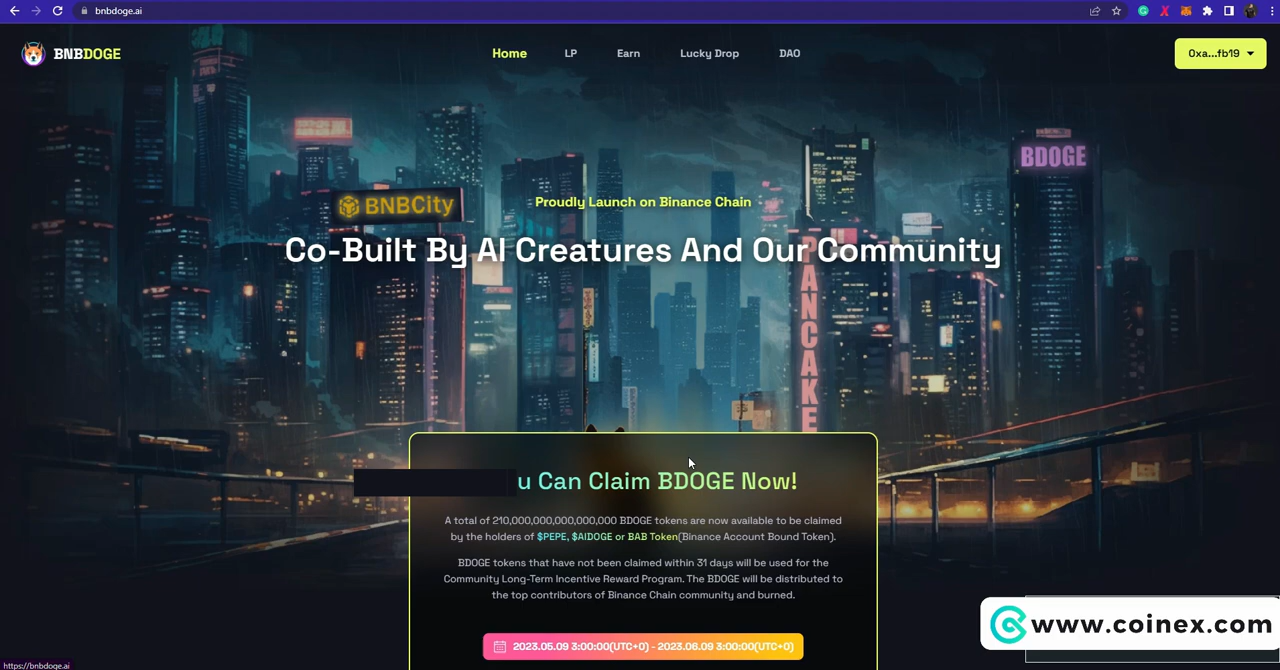 bnbdoge.ai
BNBDOGE
Home
LP
Earn
Lucky Drop
DAO
0xa...fb19
BDOGE
BNBCity
Proudly Launch on Binance Chain
Co-Built By AI Creatures And Our Community
PANCAKE
u Can Claim BDOGE Now!
A total of 210,000,000,000,000,000 BDOGE tokens are now available to be claimed
by the holders of $PEPE, $AIDOGE or BAB Token(Binance Account Bound Token).
BDOGE tokens that have not been claimed within 31 days will be used for the
Community Long-Term Incentive Reward Program. The BDOGE will be distributed to
the top contributors of Binance Chain community and burned.
2023.05.09 3:00:00(UTC+0) - 2023.06.09 3:00:00(UTC+0)
www.coinex.com
https://bnbdoge.ai